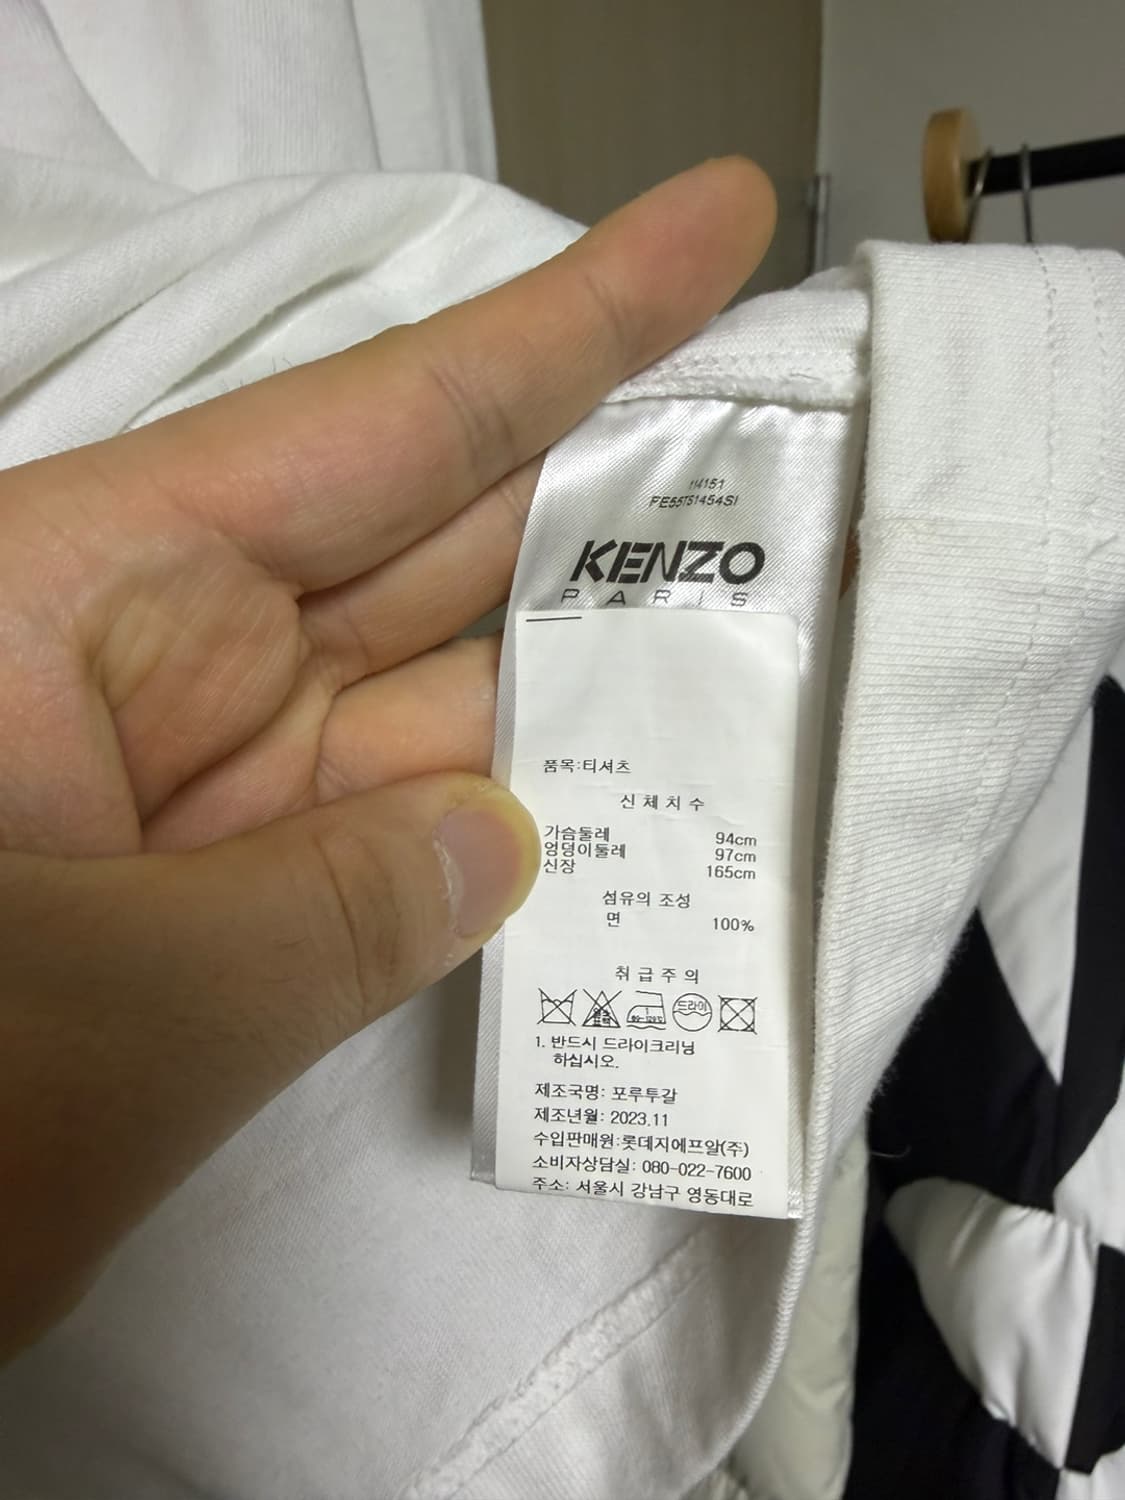 114151
FE55TS1454SI
KENZO
PARIS
품목:티셔츠
신체치수
가슴둘레 94cm
엉덩이둘레 97cm
신장 165cm
섬유의 조성
면 100%
취급주의
드라이
1. 반드시 드라이크리닝
하십시오.
제조국명: 포루투갈
제조년월: 2023.11
수입판매원:롯데지에프알(주)
소비자상담실: 080-022-7600
주소: 서울시 강남구 영동대로